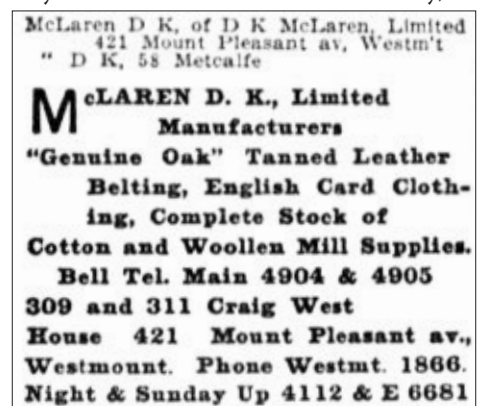 McLaren D K, of D K McLaren, Limited
421 Mount Pleasant av, Westm't
" D K, 58 Metcalfe
McLAREN D. K., Limited
Manufacturers
"Genuine Oak" Tanned Leather
Belting, English Card Cloth-
ing, Complete Stock of
Cotton and Woollen Mill Supplies.
Bell Tel. Main 4904 & 4905
309 and 311 Craig West
House 421 Mount Pleasant av.,
Westmount. Phone Westmt. 1866.
Night & Sunday Up 4112 & E 6681